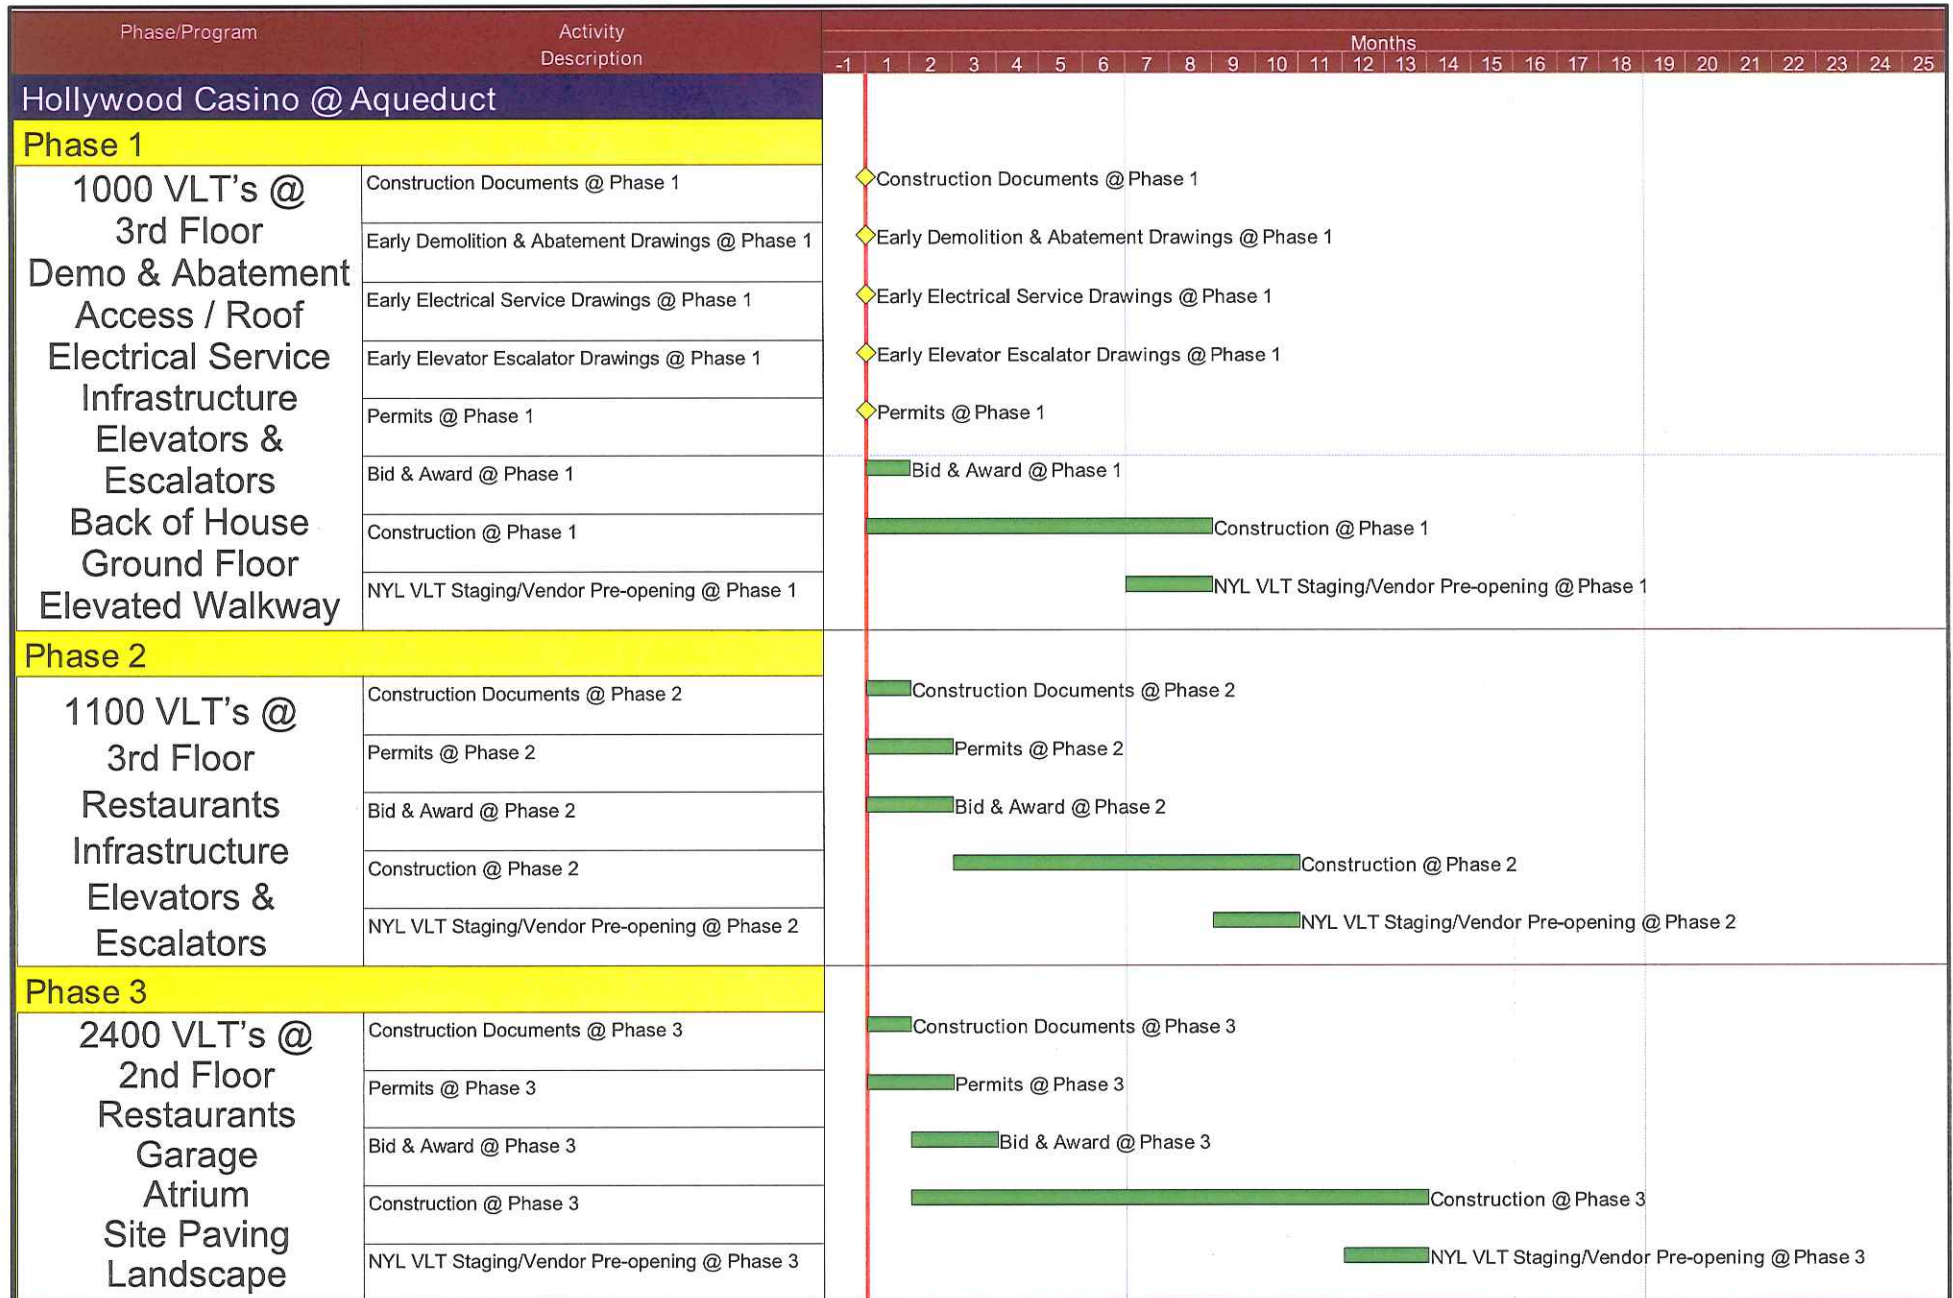 Phase/Program
Activity
Description
Months
-1 1 2 3 4 5 6 7 8 9 10 11 12 13 14 15 16 17 18 19 20 21 22 23 24 25
Hollywood Casino @ Aqueduct
Phase 1
1000 VLT's @
3rd Floor
Demo & Abatement
Access / Roof
Electrical Service
Infrastructure
Elevators &
Escalators
Back of House
Ground Floor
Elevated Walkway
Construction Documents @ Phase 1
Construction Documents @ Phase 1
Early Demolition & Abatement Drawings @ Phase 1
Early Demolition & Abatement Drawings @ Phase 1
Early Electrical Service Drawings @ Phase 1
Early Electrical Service Drawings @ Phase 1
Early Elevator Escalator Drawings @ Phase 1
Early Elevator Escalator Drawings @ Phase 1
Permits @ Phase 1
Permits @ Phase 1
Bid & Award @ Phase 1
Bid & Award @ Phase 1
Construction @ Phase 1
Construction @ Phase 1
NYL VLT Staging/Vendor Pre-opening @ Phase 1
NYL VLT Staging/Vendor Pre-opening @ Phase 1
Phase 2
1100 VLT's @
3rd Floor
Restaurants
Infrastructure
Elevators &
Escalators
Construction Documents @ Phase 2
Construction Documents @ Phase 2
Permits @ Phase 2
Permits @ Phase 2
Bid & Award @ Phase 2
Bid & Award @ Phase 2
Construction @ Phase 2
Construction @ Phase 2
NYL VLT Staging/Vendor Pre-opening @ Phase 2
NYL VLT Staging/Vendor Pre-opening @ Phase 2
Phase 3
2400 VLT's @
2nd Floor
Restaurants
Garage
Atrium
Site Paving
Landscape
Construction Documents @ Phase 3
Construction Documents @ Phase 3
Permits @ Phase 3
Permits @ Phase 3
Bid & Award @ Phase 3
Bid & Award @ Phase 3
Construction @ Phase 3
Construction @ Phase 3
NYL VLT Staging/Vendor Pre-opening @ Phase 3
NYL VLT Staging/Vendor Pre-opening @ Phase 3